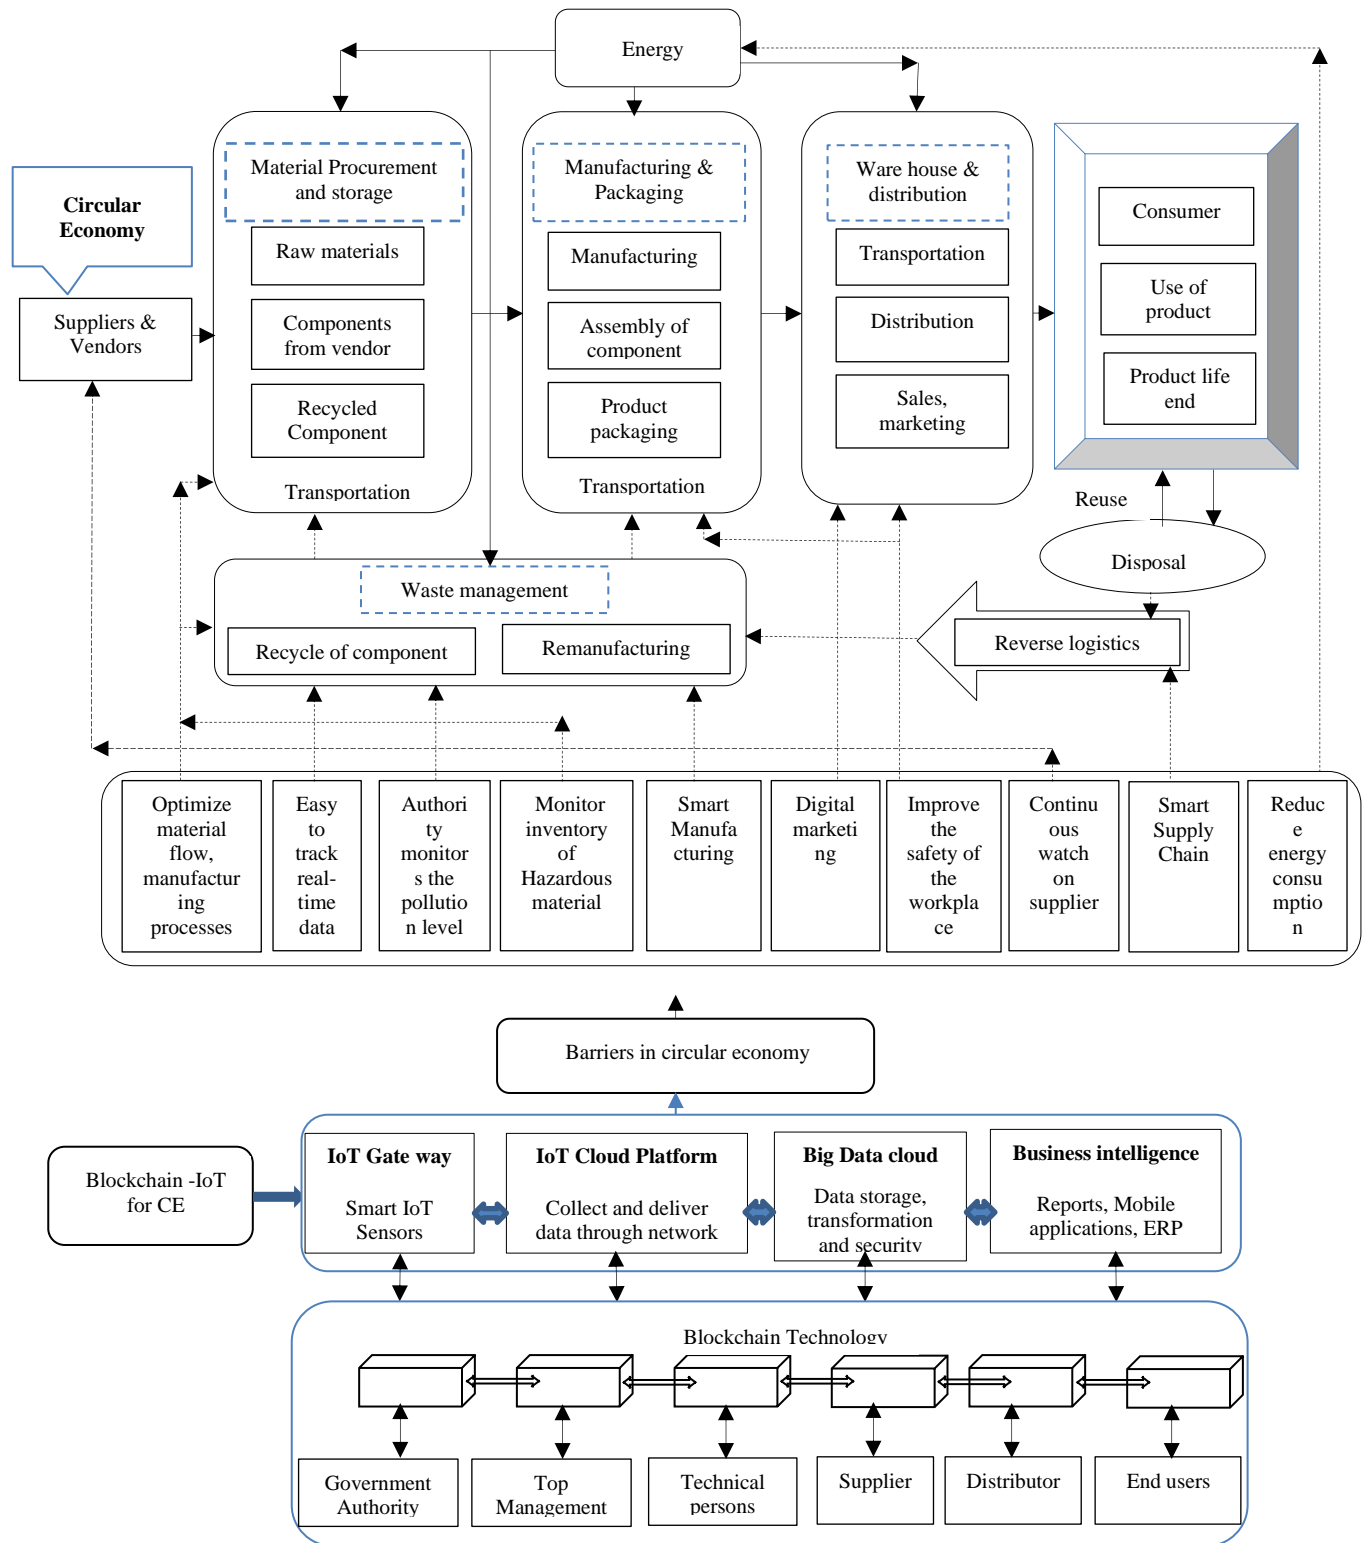 Energy
Material Procurement
and storage
Manufacturing &
Packaging
Ware house &
distribution
Circular
Economy
Consumer
Raw materials
Manufacturing
Transportation
Suppliers &
Vendors
Components
from vendor
Assembly of
component
Distribution
Use of
product
Recycled
Component
Product
packaging
Sales,
marketing
Product life
end
Transportation
Transportation
Reuse
Disposal
Waste management
Recycle of component
Remanufacturing
Reverse logistics
Optimize
material
flow,
manufactur
ing
processes
Easy
to
track
real-
time
data
Authori
ty
monitor
s the
pollutio
n level
Monitor
inventory
of
Hazardous
material
Smart
Manufa
cturing
Digital
marketi
ng
Improve
the
safety of
the
workpla
ce
Continu
ous
watch
on
supplier
Smart
Supply
Chain
Reduc
e
energy
consu
mptio
n
Barriers in circular economy
Blockchain -IoT
for CE
IoT Gate way
Smart IoT
Sensors
IoT Cloud Platform
Collect and deliver
data through network
Big Data cloud
Data storage,
transformation
and security
Business intelligence
Reports, Mobile
applications, ERP
Blockchain Technology
Government
Authority
Top
Management
Technical
persons
Supplier
Distributor
End users